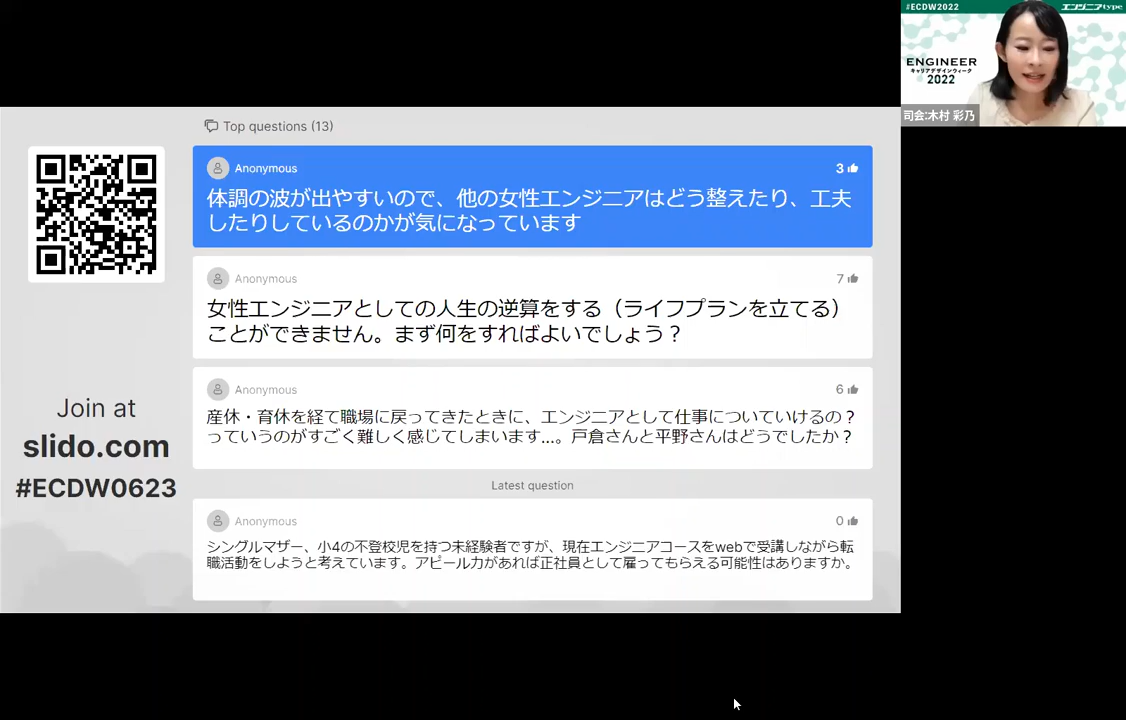 #ECDW2022
エンジニアtype
ENGINEER
キャリアデザインウィーク
2022
司会:木村 彩乃
Top questions (13)
Anonymous
3
体調の波が出やすいので、他の女性エンジニアはどう整えたり、工夫
したりしているのかが気になっています
Anonymous
7
女性エンジニアとしての人生の逆算をする（ライフプランを立てる）
ことができません。まず何をすればよいでしょう？
Anonymous
6
産休・育休を経て職場に戻ってきたときに、エンジニアとして仕事についていけるの？
っていうのがすごく難しく感じてしまいます...。戸倉さんと平野さんはどうでしたか？
Latest question
Anonymous
0
シングルマザー、小4の不登校児を持つ未経験者ですが、現在エンジニアコースをwebで受講しながら転
職活動をしようと考えています。アピール力があれば正社員として雇ってもらえる可能性はありますか。
Join at
slido.com
#ECDW0623